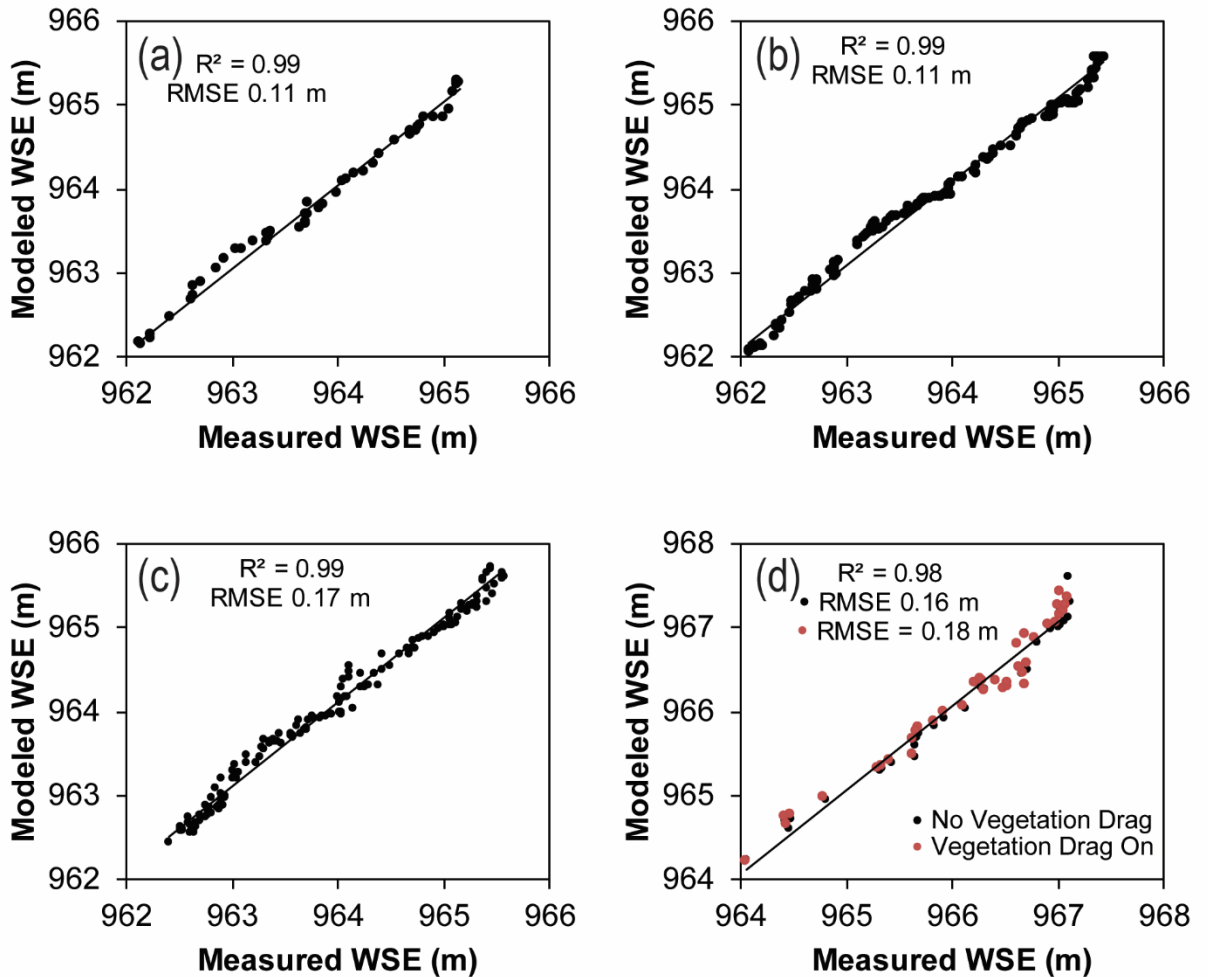 (a)
R² = 0.99
RMSE 0.11 m
966
965
964
963
962
Modeled WSE (m)
962 963 964 965 966
Measured WSE (m)
(b)
R² = 0.99
RMSE 0.11 m
966
965
964
963
962
Modeled WSE (m)
962 963 964 965 966
Measured WSE (m)
(c)
R² = 0.99
RMSE 0.17 m
966
965
964
963
962
Modeled WSE (m)
962 963 964 965 966
Measured WSE (m)
(d)
R² = 0.98
RMSE 0.16 m
RMSE = 0.18 m
968
967
966
965
964
Modeled WSE (m)
No Vegetation Drag
Vegetation Drag On
964 965 966 967 968
Measured WSE (m)